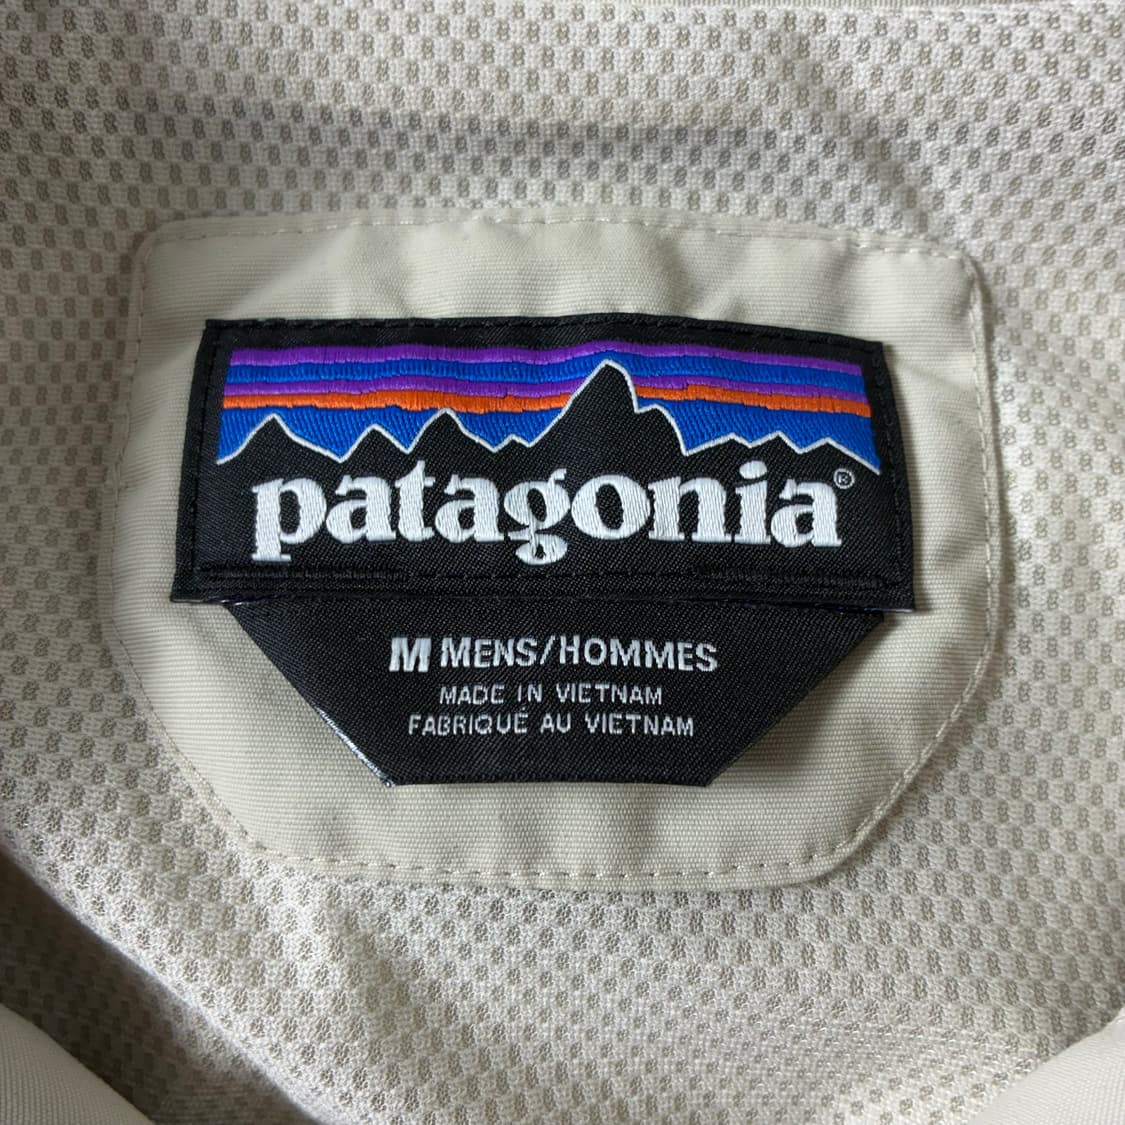 patagonia®
M MENS/HOMMES
MADE IN VIETNAM
FABRIQUÉ AU VIETNAM